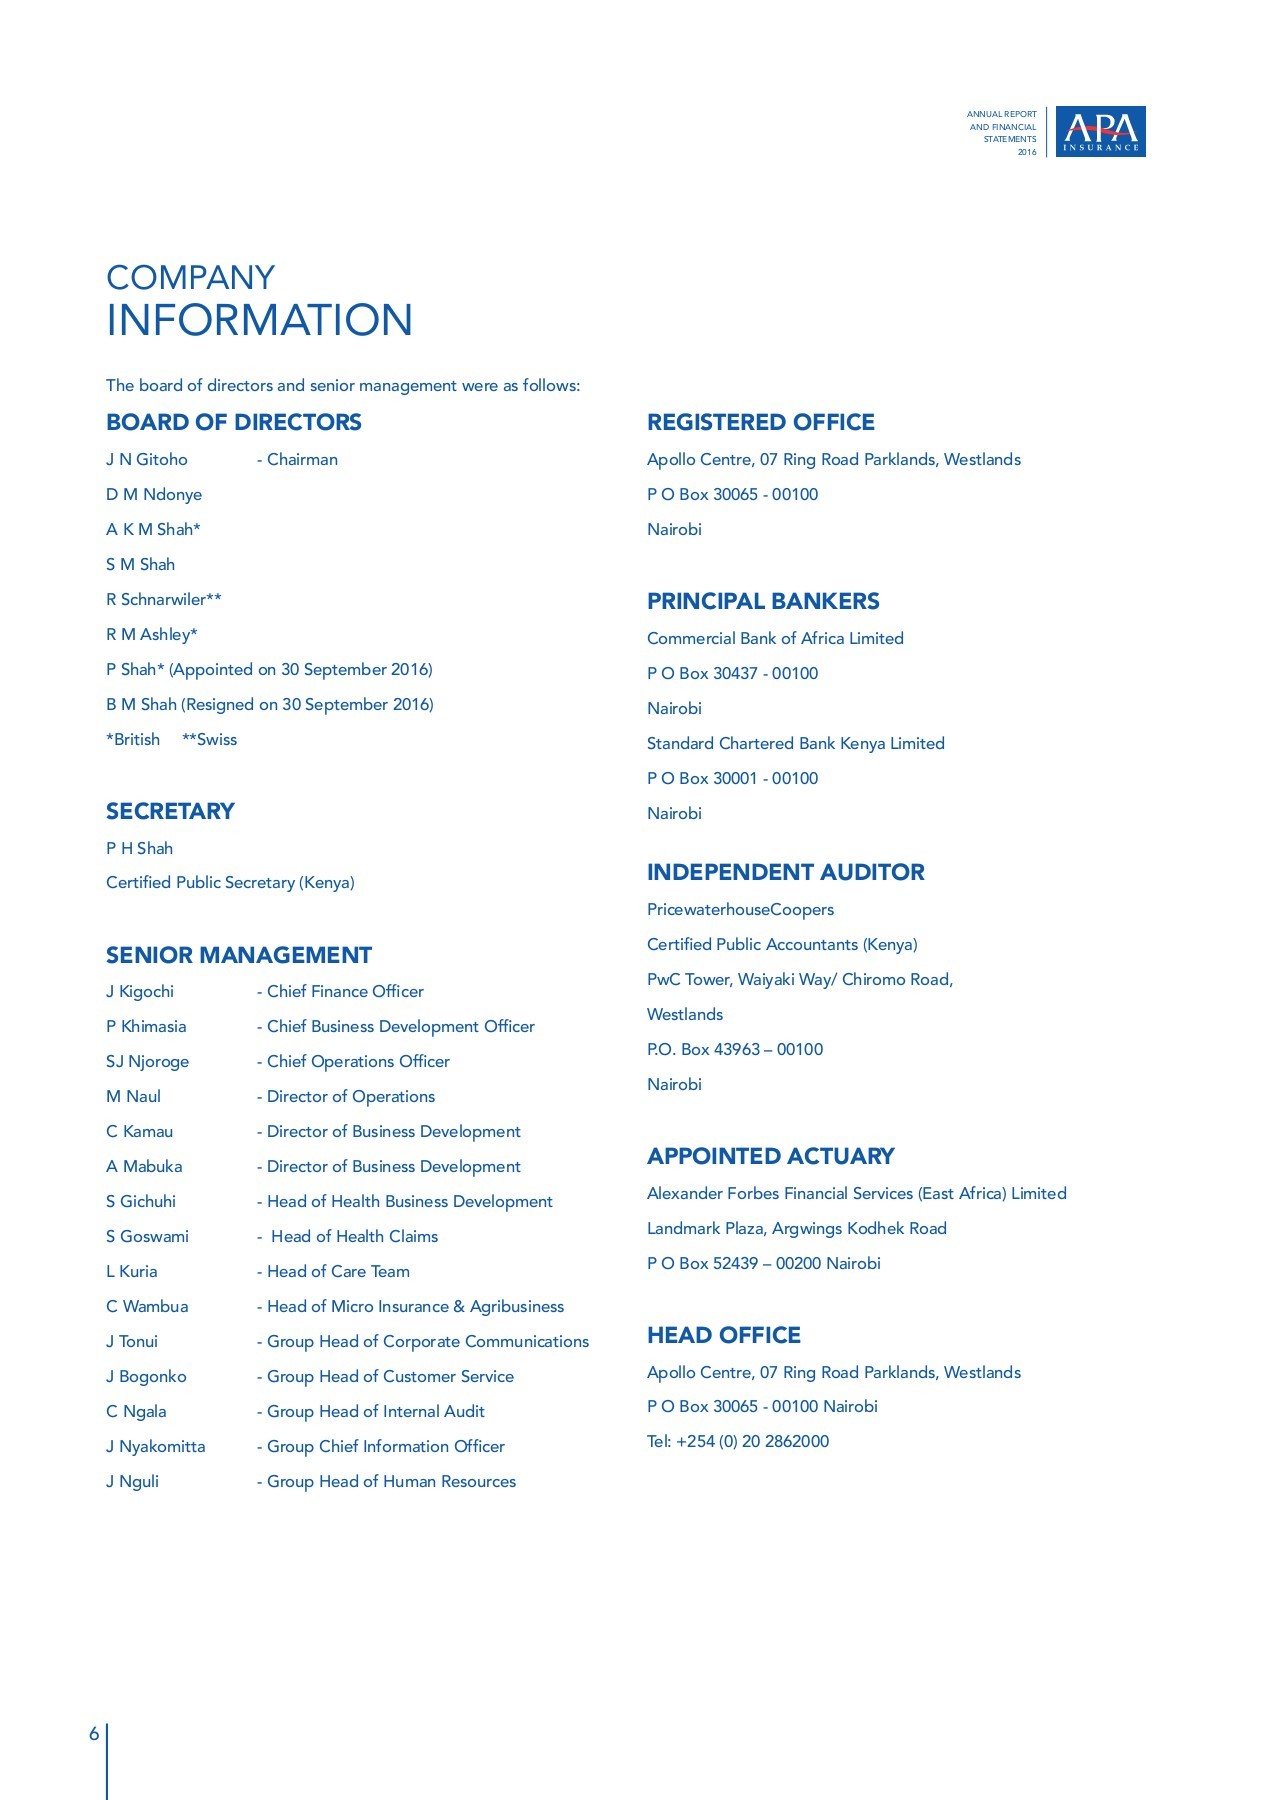 ANNUAL REPORT
AND FINANCIAL
STATEMENTS
2016
APA
INSURANCE
COMPANY
INFORMATION
The board of directors and senior management were as follows:
BOARD OF DIRECTORS
J N Gitoho - Chairman
D M Ndonye
A K M Shah*
S M Shah
R Schnarwiler**
R M Ashley*
P Shah* (Appointed on 30 September 2016)
B M Shah (Resigned on 30 September 2016)
*British **Swiss
SECRETARY
P H Shah
Certified Public Secretary (Kenya)
SENIOR MANAGEMENT
J Kigochi - Chief Finance Officer
P Khimasia - Chief Business Development Officer
SJ Njoroge - Chief Operations Officer
M Naul - Director of Operations
C Kamau - Director of Business Development
A Mabuka - Director of Business Development
S Gichuhi - Head of Health Business Development
S Goswami - Head of Health Claims
L Kuria - Head of Care Team
C Wambua - Head of Micro Insurance & Agribusiness
J Tonui - Group Head of Corporate Communications
J Bogonko - Group Head of Customer Service
C Ngala - Group Head of Internal Audit
J Nyakomitta - Group Chief Information Officer
J Nguli - Group Head of Human Resources
REGISTERED OFFICE
Apollo Centre, 07 Ring Road Parklands, Westlands
P O Box 30065 - 00100
Nairobi
PRINCIPAL BANKERS
Commercial Bank of Africa Limited
P O Box 30437 - 00100
Nairobi
Standard Chartered Bank Kenya Limited
P O Box 30001 - 00100
Nairobi
INDEPENDENT AUDITOR
PricewaterhouseCoopers
Certified Public Accountants (Kenya)
PwC Tower, Waiyaki Way/ Chiromo Road,
Westlands
P.O. Box 43963 – 00100
Nairobi
APPOINTED ACTUARY
Alexander Forbes Financial Services (East Africa) Limited
Landmark Plaza, Argwings Kodhek Road
P O Box 52439 – 00200 Nairobi
HEAD OFFICE
Apollo Centre, 07 Ring Road Parklands, Westlands
P O Box 30065 - 00100 Nairobi
Tel: +254 (0) 20 2862000
6